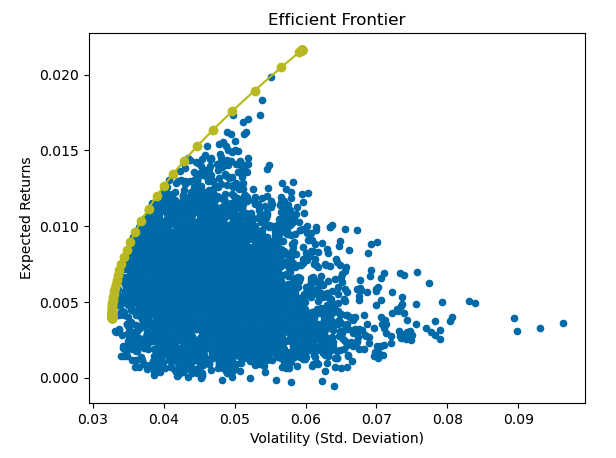 Efficient Frontier
Expected Returns
0.020
0.015
0.010
0.005
0.000
0.03 0.04 0.05 0.06 0.07 0.08 0.09
Volatility (Std. Deviation)